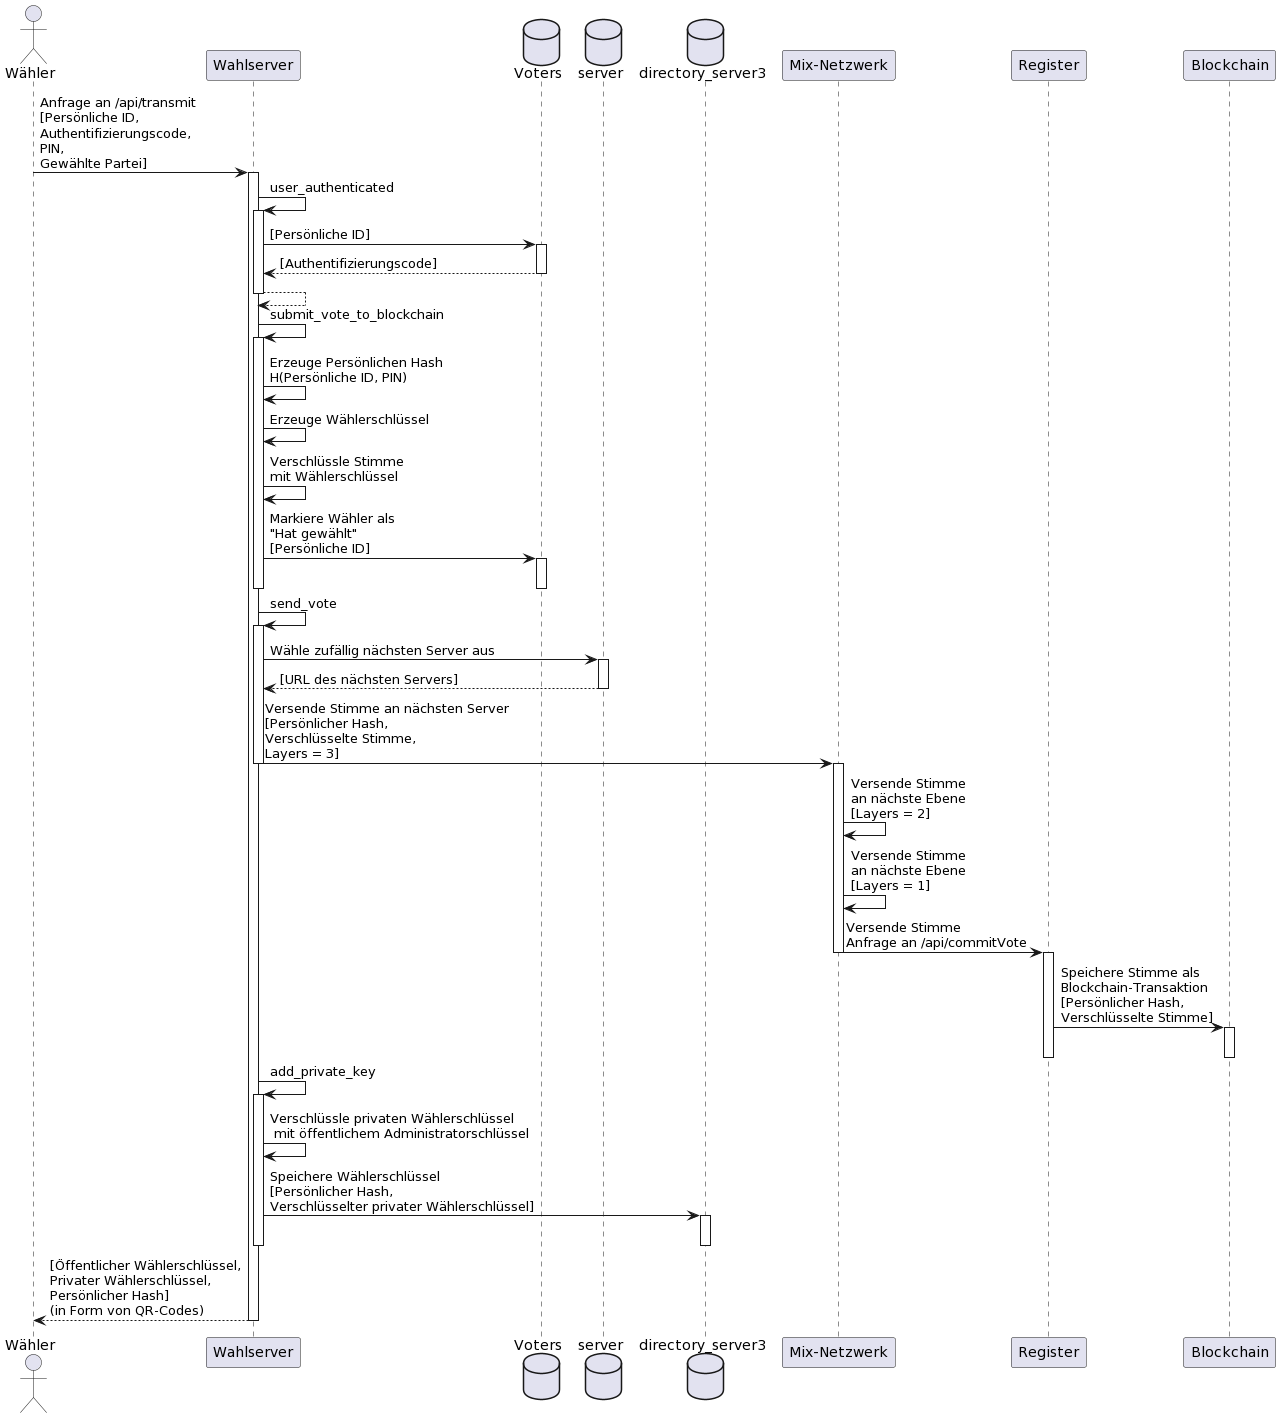 Wähler
Wahlserver
Voters
server
directory_server3
Mix-Netzwerk
Register
Blockchain
Anfrage an /api/transmit
[Persönliche ID,
Authentifizierungscode,
PIN,
Gewählte Partei]
user_authenticated
[Persönliche ID]
[Authentifizierungscode]
submit_vote_to_blockchain
Erzeuge Persönlichen Hash
H(Persönliche ID, PIN)
Erzeuge Wählerschlüssel
Verschlüssle Stimme
mit Wählerschlüssel
Markiere Wähler als
"Hat gewählt"
[Persönliche ID]
send_vote
Wähle zufällig nächsten Server aus
[URL des nächsten Servers]
Versende Stimme an nächsten Server
[Persönlicher Hash,
Verschlüsselte Stimme,
Layers = 3]
Versende Stimme
an nächste Ebene
[Layers = 2]
Versende Stimme
an nächste Ebene
[Layers = 1]
Versende Stimme
Anfrage an /api/commitVote
Speichere Stimme als
Blockchain-Transaktion
[Persönlicher Hash,
Verschlüsselte Stimme]
add_private_key
Verschlüssle privaten Wählerschlüssel
mit öffentlichem Administratorschlüssel
Speichere Wählerschlüssel
[Persönlicher Hash,
Verschlüsselter privater Wählerschlüssel]
[Öffentlicher Wählerschlüssel,
Privater Wählerschlüssel,
Persönlicher Hash]
(in Form von QR-Codes)
Wähler
Wahlserver
Voters
server
directory_server3
Mix-Netzwerk
Register
Blockchain